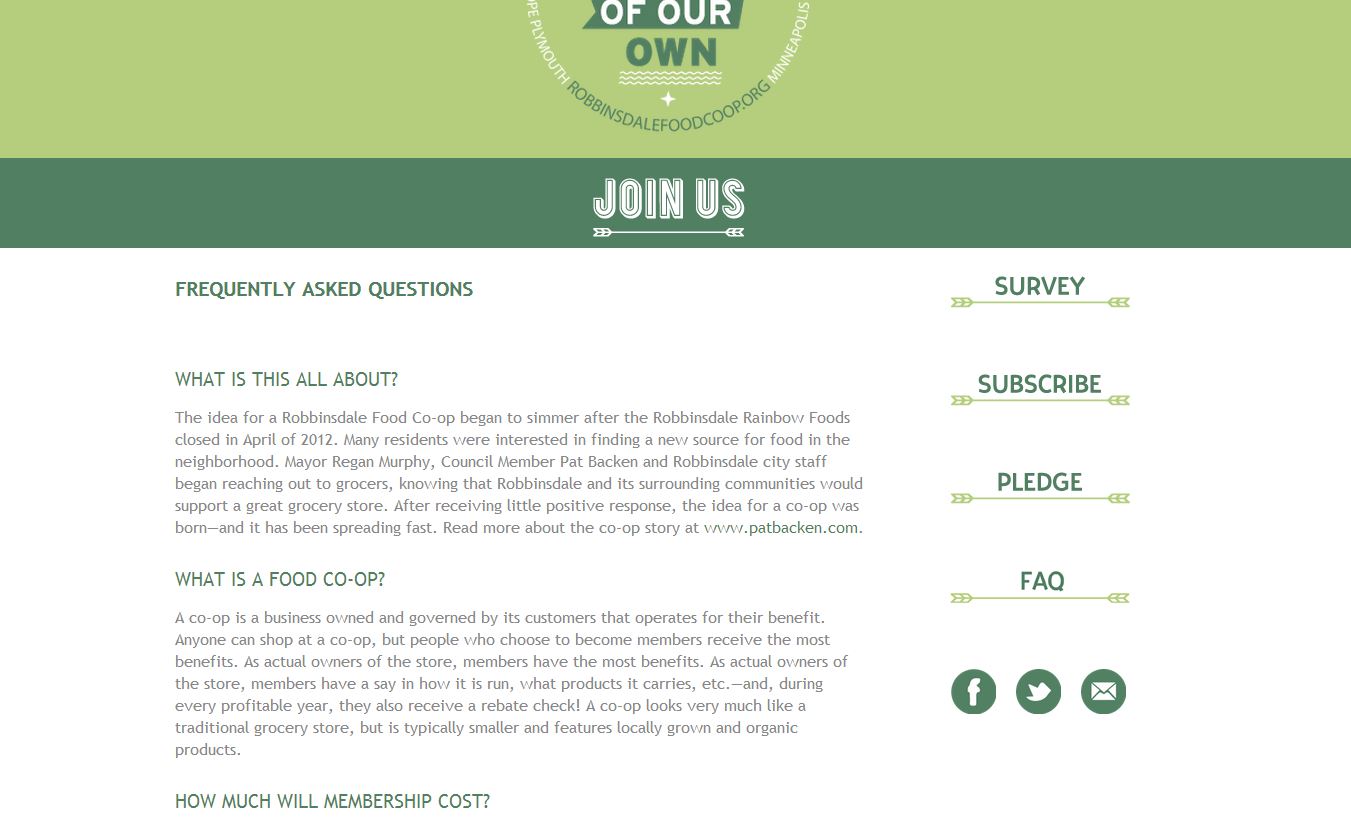 OF OUR
OWN
PLYMOUTH ROBBINSDALEFOODCOOP.ORG MINNEAPOLIS
JOIN US
FREQUENTLY ASKED QUESTIONS
WHAT IS THIS ALL ABOUT?
The idea for a Robbinsdale Food Co-op began to simmer after the Robbinsdale Rainbow Foods
closed in April of 2012. Many residents were interested in finding a new source for food in the
neighborhood. Mayor Regan Murphy, Council Member Pat Backen and Robbinsdale city staff
began reaching out to grocers, knowing that Robbinsdale and its surrounding communities would
support a great grocery store. After receiving little positive response, the idea for a co-op was
born—and it has been spreading fast. Read more about the co-op story at www.patbacken.com.
WHAT IS A FOOD CO-OP?
A co-op is a business owned and governed by its customers that operates for their benefit.
Anyone can shop at a co-op, but people who choose to become members receive the most
benefits. As actual owners of the store, members have the most benefits. As actual owners of
the store, members have a say in how it is run, what products it carries, etc.—and, during
every profitable year, they also receive a rebate check! A co-op looks very much like a
traditional grocery store, but is typically smaller and features locally grown and organic
products.
HOW MUCH WILL MEMBERSHIP COST?
SURVEY
SUBSCRIBE
PLEDGE
FAQ